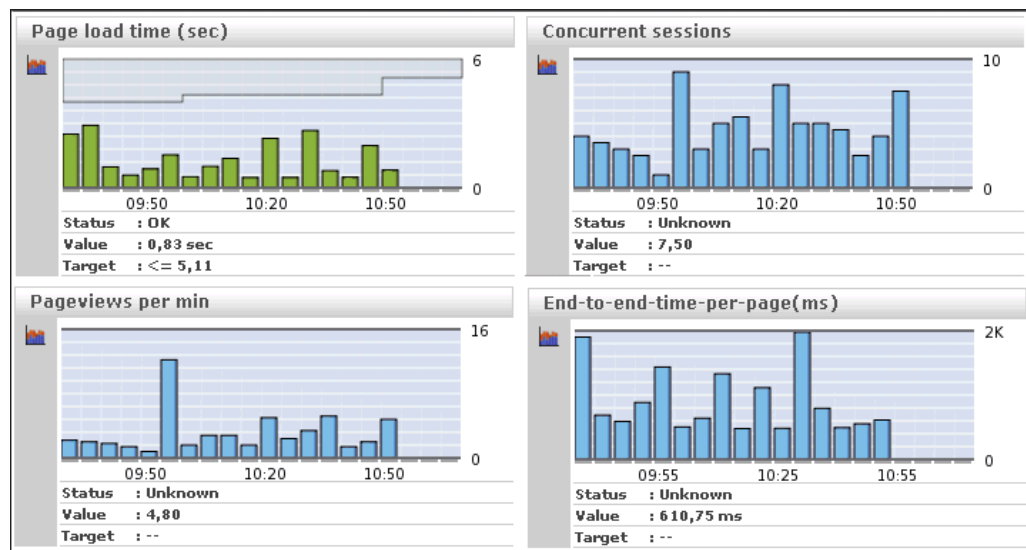 Page load time (sec)
6
0
09:50 10:20 10:50
Status : OK
Value : 0,83 sec
Target : <= 5,11
Concurrent sessions
10
0
09:50 10:20 10:50
Status : Unknown
Value : 7,50
Target : --
Pageviews per min
16
0
09:50 10:20 10:50
Status : Unknown
Value : 4,80
Target : --
End-to-end-time-per-page(ms)
2K
0
09:55 10:25 10:55
Status : Unknown
Value : 610,75 ms
Target : --